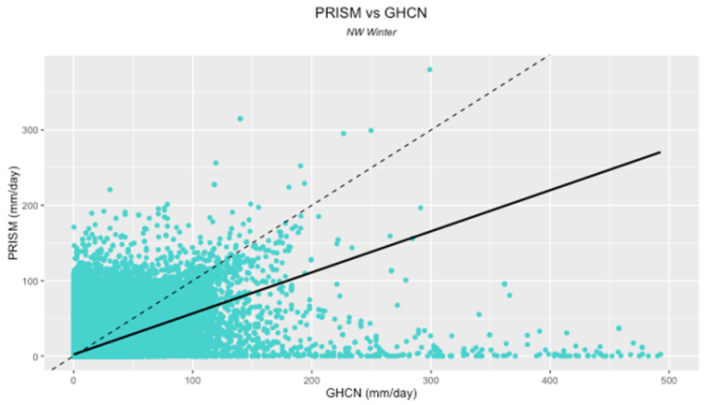 PRISM vs GHCN
NW Winter
PRISM (mm/day)
300
200
100
0
0 100 200 300 400 500
GHCN (mm/day)